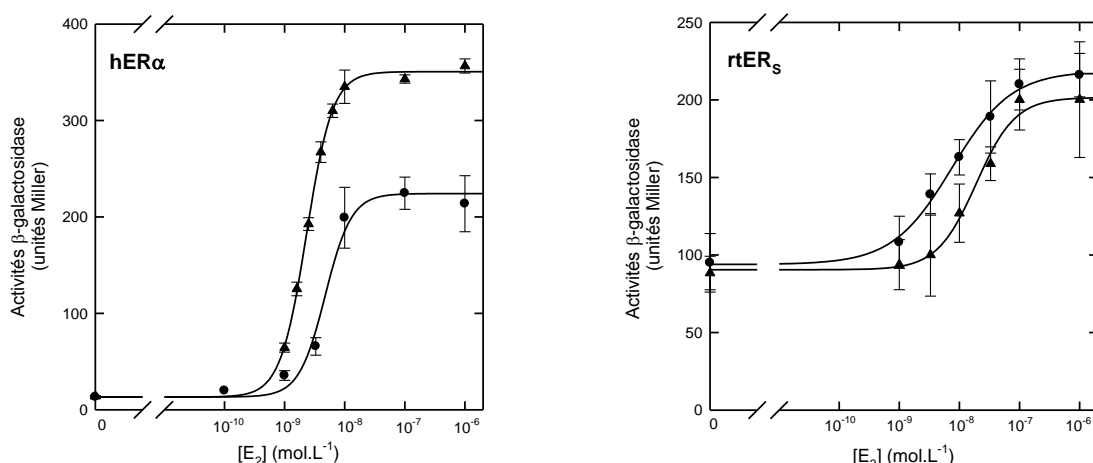 hERα
Activités β-galactosidase
(unités Miller)
400
300
200
100
0
0
10-10
10-9
10-8
10-7
10-6
[E2] (mol.L-1)
rtERS
Activités β-galactosidase
(unités Miller)
250
200
150
100
50
0
0
10-10
10-9
10-8
10-7
10-6
[E2] (mol.L-1)